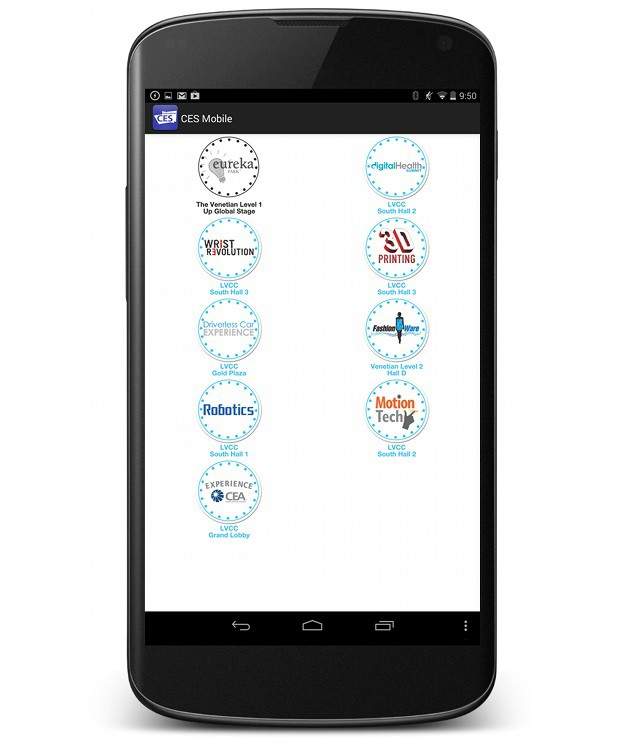 9:50
CES CES Mobile
eureka
PARK
The Venetian Level 1
Up Global Stage
digitalHealth
SUMMIT
LVCC
South Hall 2
WRIST
REVOLUTION
LVCC
South Hall 3
3D
PRINTING
LVCC
South Hall 3
Driverless Car
EXPERIENCE
LVCC
Gold Plaza
FashionWare
Venetian Level 2
Hall D
Robotics
LVCC
South Hall 1
Motion
Tech
LVCC
South Hall 2
EXPERIENCE
CEA
LVCC
Grand Lobby